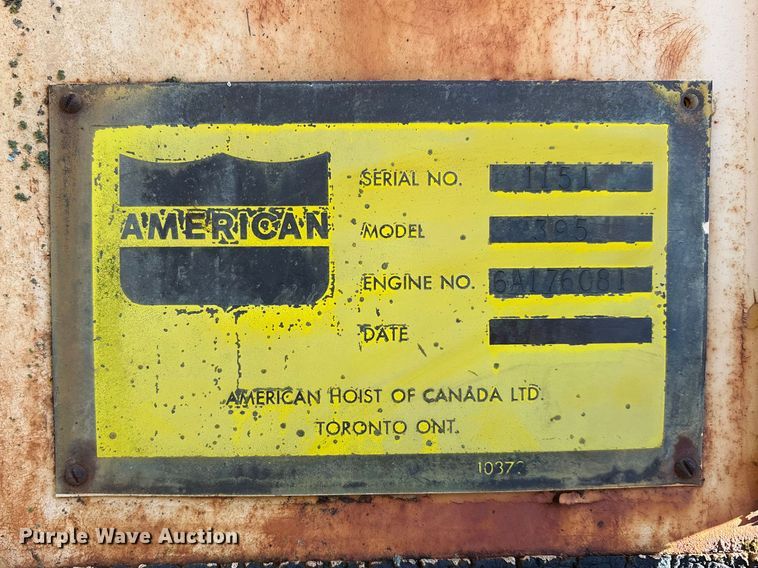 AMERICAN
SERIAL NO. 1151
MODEL 395
ENGINE NO. 6A176081
DATE
AMERICAN HOIST OF CANADA LTD.
TORONTO ONT.
10372
Purple Wave Auction